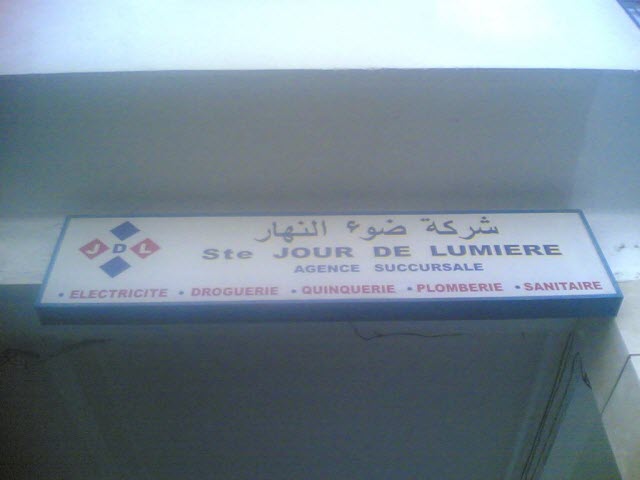 شركة ضوء النهار
JDL
Ste JOUR DE LUMIERE
AGENCE SUCCURSALE
• ELECTRICITE • DROGUERIE • QUINQUERIE • PLOMBERIE • SANITAIRE